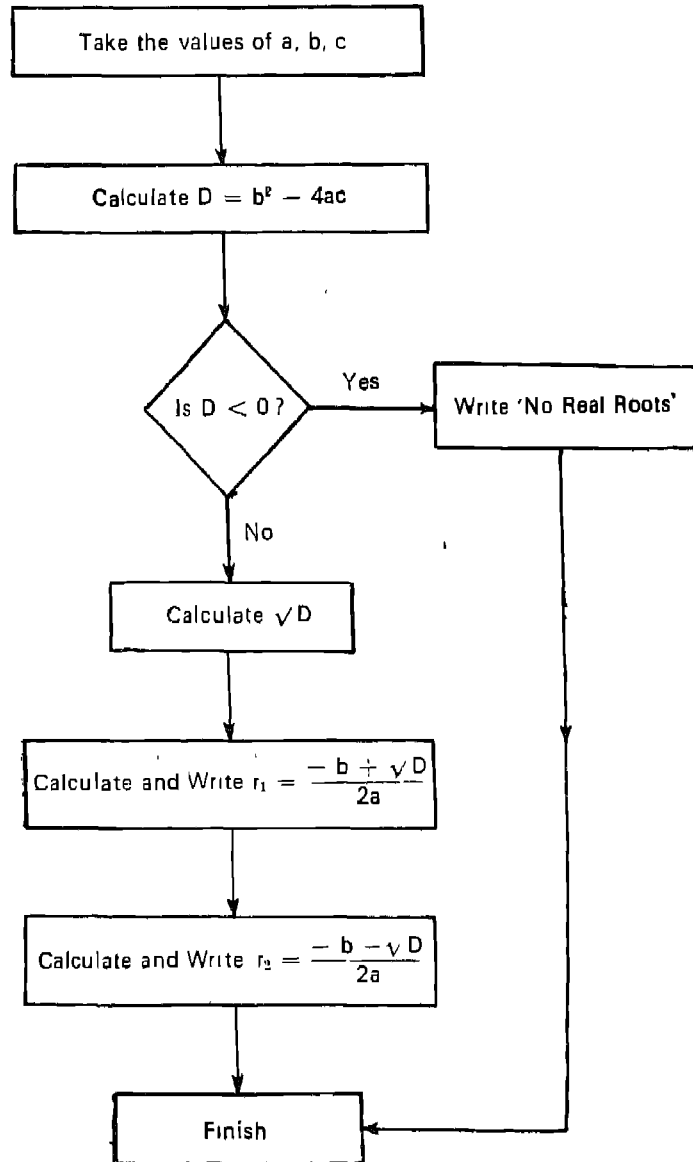 Take the values of a, b, c
Calculate D = b² − 4ac
Is D < 0?
Yes
Write 'No Real Roots'
No
Calculate √D
Calculate and Write r₁ = (− b + √D) / 2a
Calculate and Write r₂ = (− b − √D) / 2a
Finish